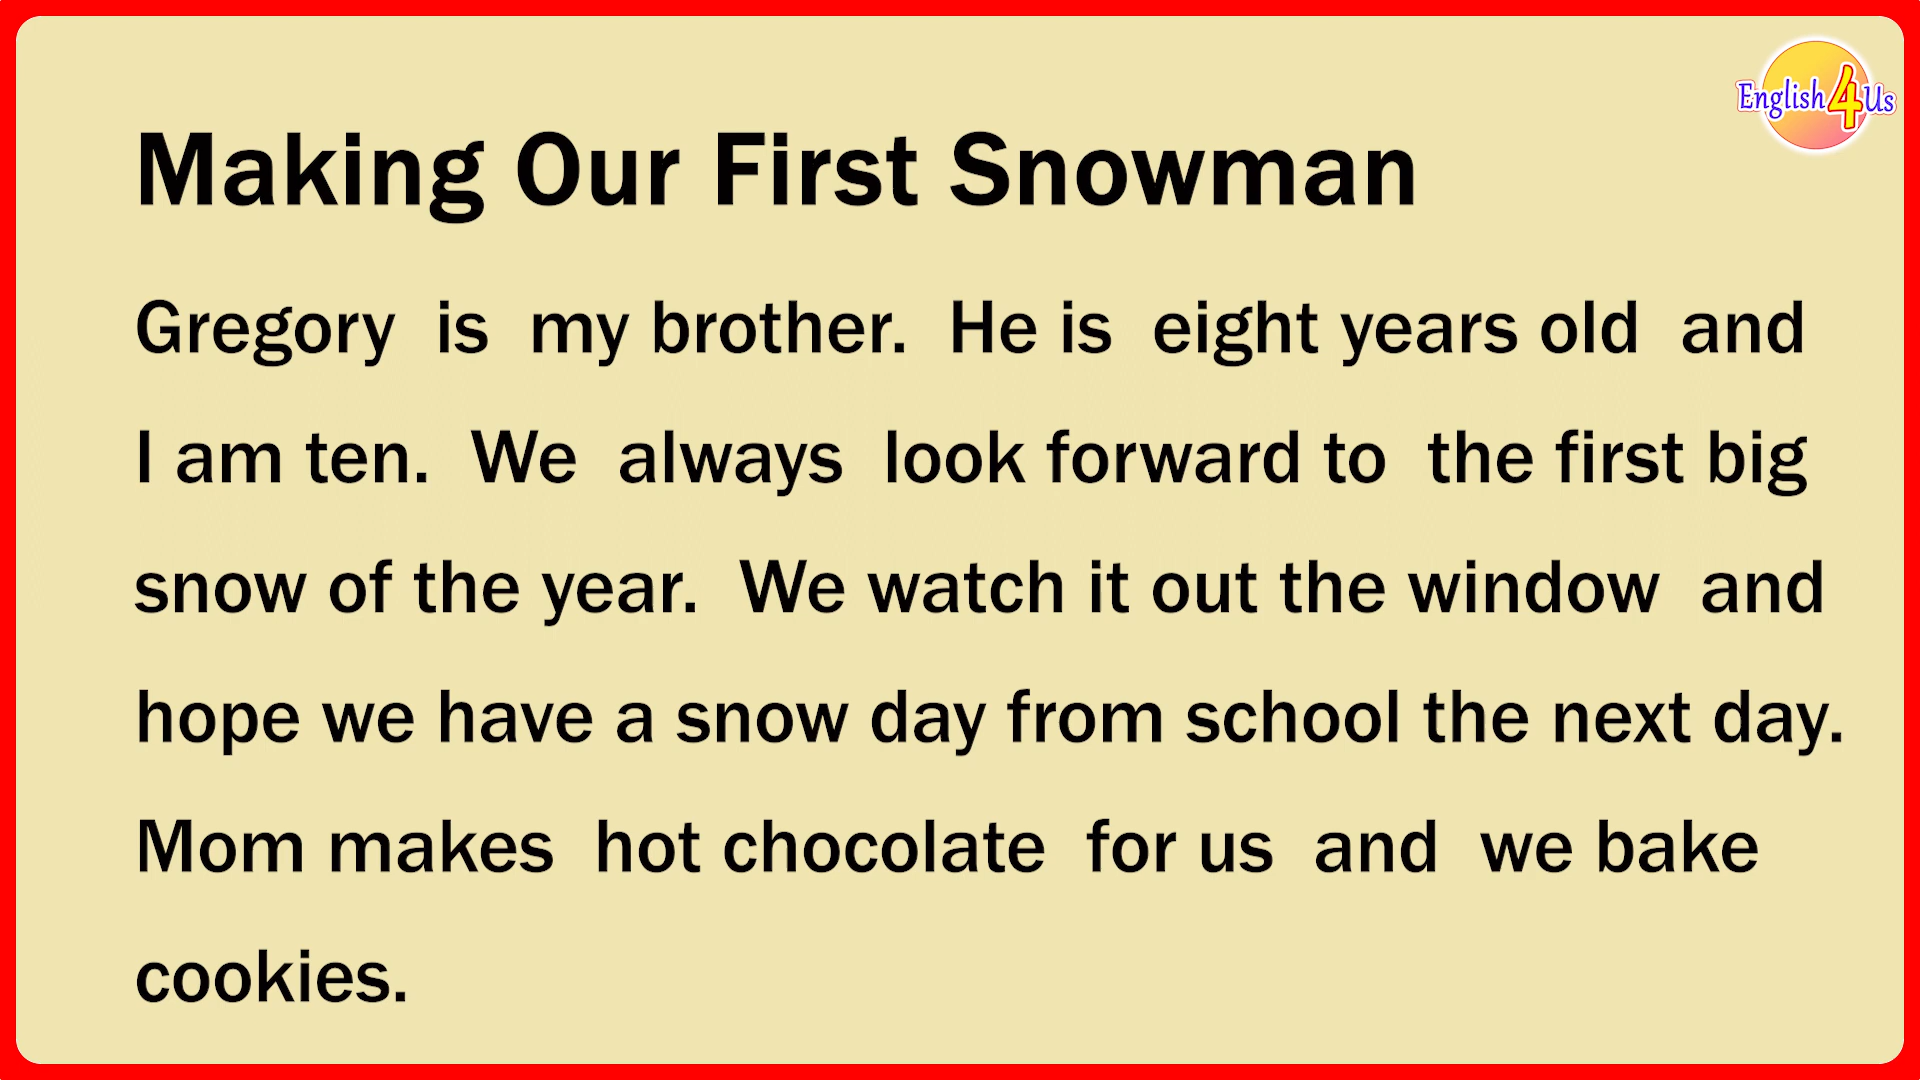 English4Us
Making Our First Snowman
Gregory is my brother. He is eight years old and
I am ten. We always look forward to the first big
snow of the year. We watch it out the window and
hope we have a snow day from school the next day.
Mom makes hot chocolate for us and we bake
cookies.